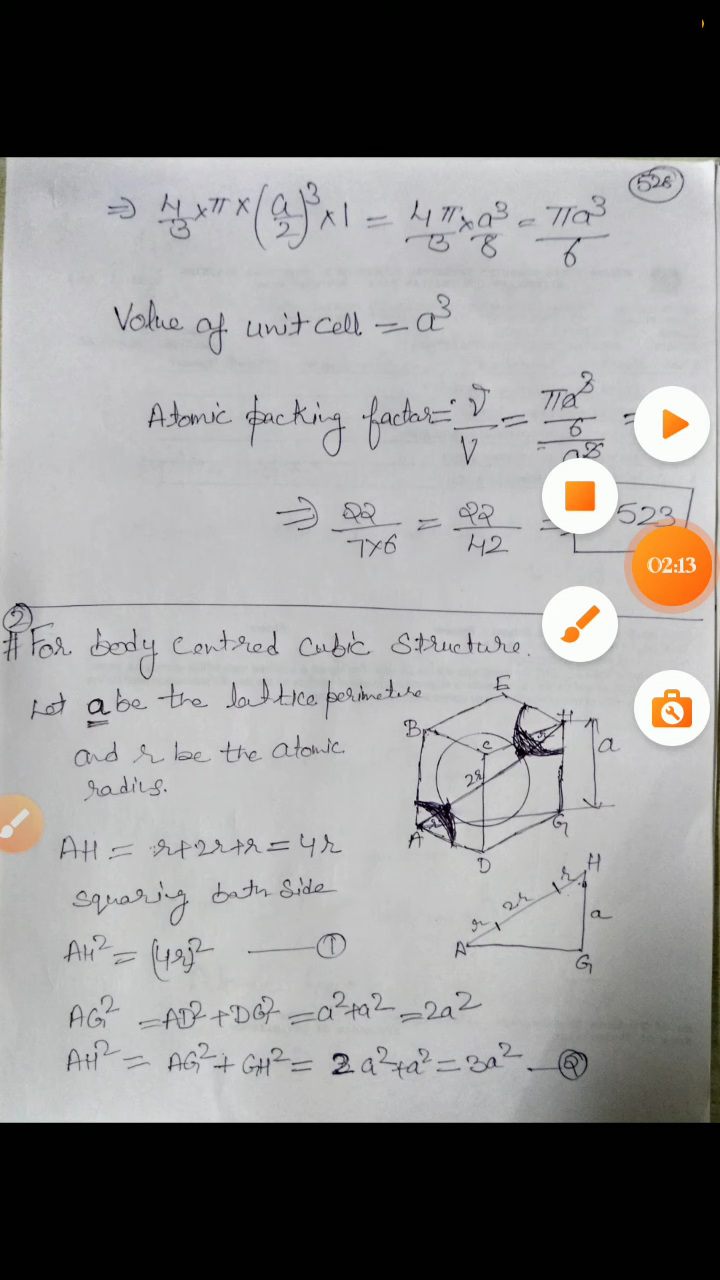 528
⇒ 4/3 × π × (a/2)³ × 1 = 4π/3 × a³/8 = πa³/6
Volue of unit cell = a³
Atomic packing factor = v/V = (πa³/6)/a³ =
⇒ 22/7×6 = 22/42 = 523
02:13
②
# For body centred cubic structure.
Let a be the lattice perimeture
and r be the atomic
radius.
E
B
H
C
r
a
2r
A
r
G
D
AH = r+2r+r = 4r
squaring both side
AH² = (4r)² —— ①
H
r
2r
r
a
A
G
AG² = AD² + DG² = a²+a² = 2a²
AH² = AG² + GH² = 2a²+a² = 3a² — ②